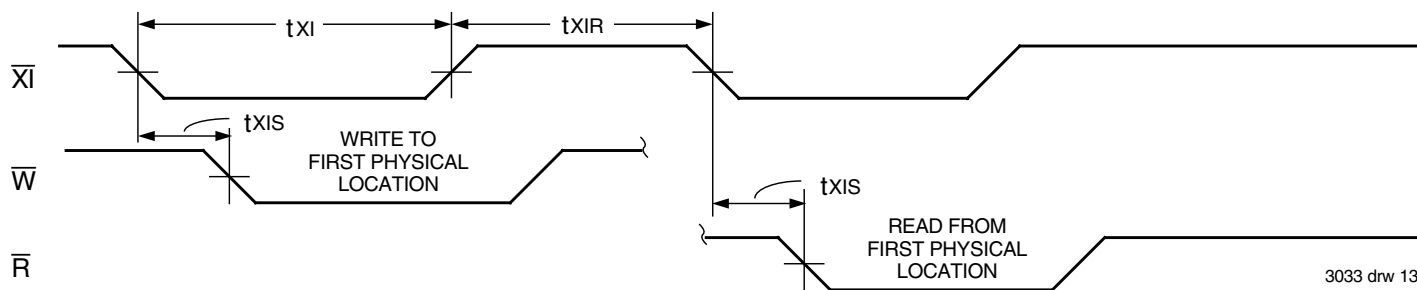 tXI
tXIR
XI
tXIS
WRITE TO
FIRST PHYSICAL
LOCATION
W
tXIS
READ FROM
FIRST PHYSICAL
LOCATION
R
3033 drw 13